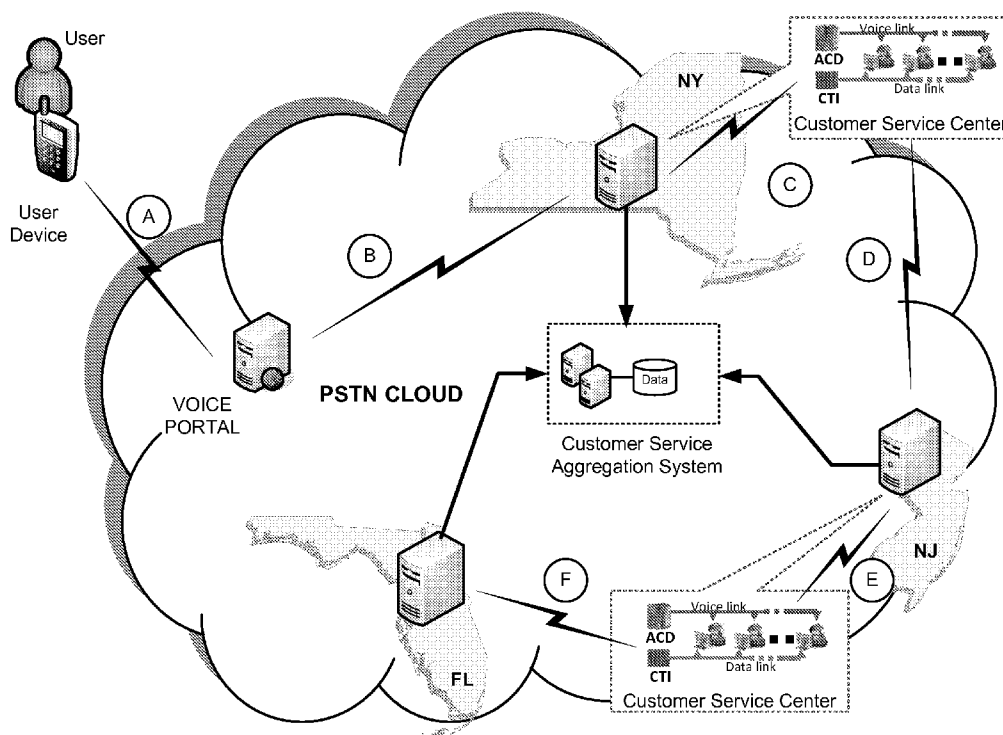 User
User
Device
A
B
C
D
E
F
NY
Voice link
ACD
CTI
Data link
Customer Service Center
VOICE
PORTAL
PSTN CLOUD
Data
Customer Service
Aggregation System
NJ
FL
Voice link
ACD
CTI
Data link
Customer Service Center